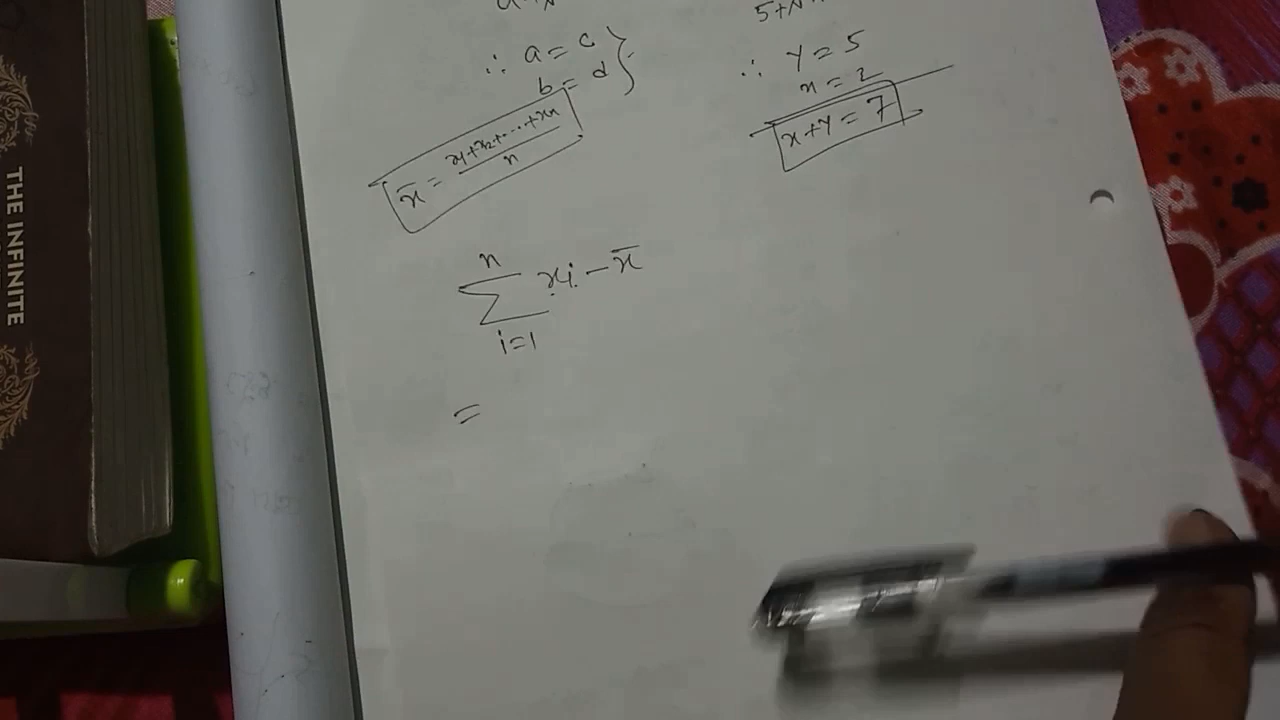 ∴ a = c
b = d
x̄ = x1+x2+...+xn / n
∴ y = 5
x = 2
x+y = 7
n
∑ xi - x̄
i=1
=
THE INFINITE